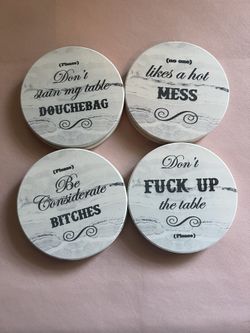 (Please)
Don't
stain my table
DOUCHEBAG
(no one)
likes a hot
MESS
(Please)
Be
Considerate
BITCHES
Don't
FUCK UP
the table
(Please)